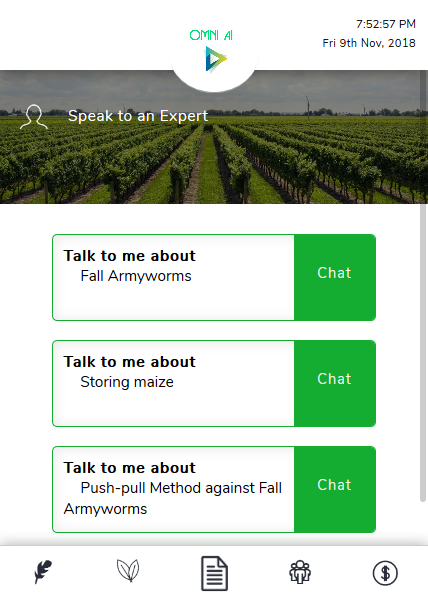 OMNI AI
7:52:57 PM
Fri 9th Nov, 2018
Speak to an Expert
Talk to me about
Fall Armyworms
Chat
Talk to me about
Storing maize
Chat
Talk to me about
Push-pull Method against Fall
Armyworms
Chat
$